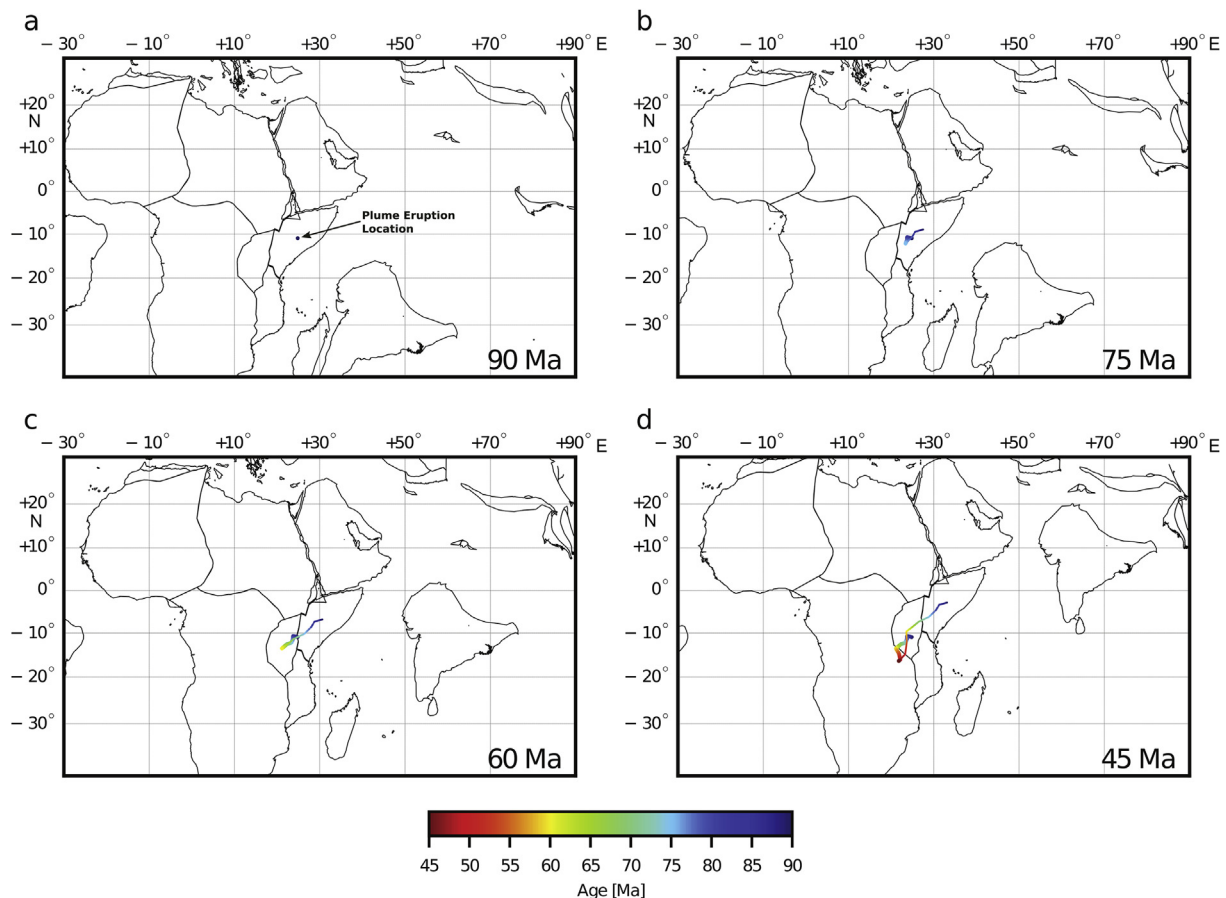 a
− 30° − 10° +10° +30° +50° +70° +90° E
+20°
N
+10°
0°
− 10°
− 20°
− 30°
Plume Eruption
Location
90 Ma
b
− 30° − 10° +10° +30° +50° +70° +90° E
+20°
N
+10°
0°
− 10°
− 20°
− 30°
75 Ma
c
− 30° − 10° +10° +30° +50° +70° +90° E
+20°
N
+10°
0°
− 10°
− 20°
− 30°
60 Ma
d
− 30° − 10° +10° +30° +50° +70° +90° E
+20°
N
+10°
0°
− 10°
− 20°
− 30°
45 Ma
45 50 55 60 65 70 75 80 85 90
Age [Ma]